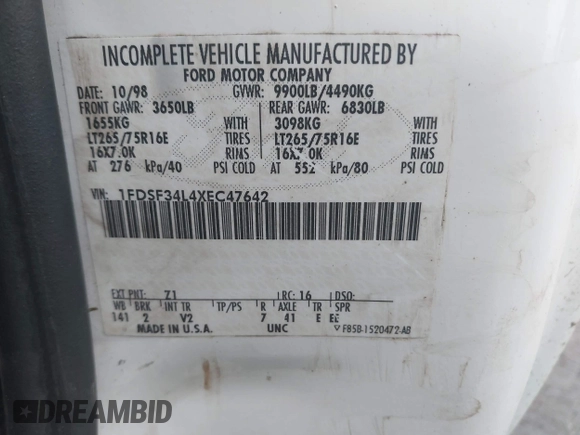 INCOMPLETE VEHICLE MANUFACTURED BY
FORD MOTOR COMPANY
DATE: 10/98 GVWR: 9900LB/4490KG
FRONT GAWR: 3650LB REAR GAWR: 6830LB
1655KG WITH 3098KG WITH
LT265/75R16E TIRES LT265/75R16E TIRES
16X7.0K RIMS 16X7.0K RIMS
AT 276 kPa/40 PSI COLD AT 552 kPa/80 PSI COLD
VIN: 1FDSF34L4XEC47642
EXT PNT: Z1 RC: 16 DSO:
WB BRK INT TR TP/PS R AXLE TR SPR
141 2 V2 7 41 E EE
MADE IN U.S.A. UNC F85B-1520472-AB
DREAMBID